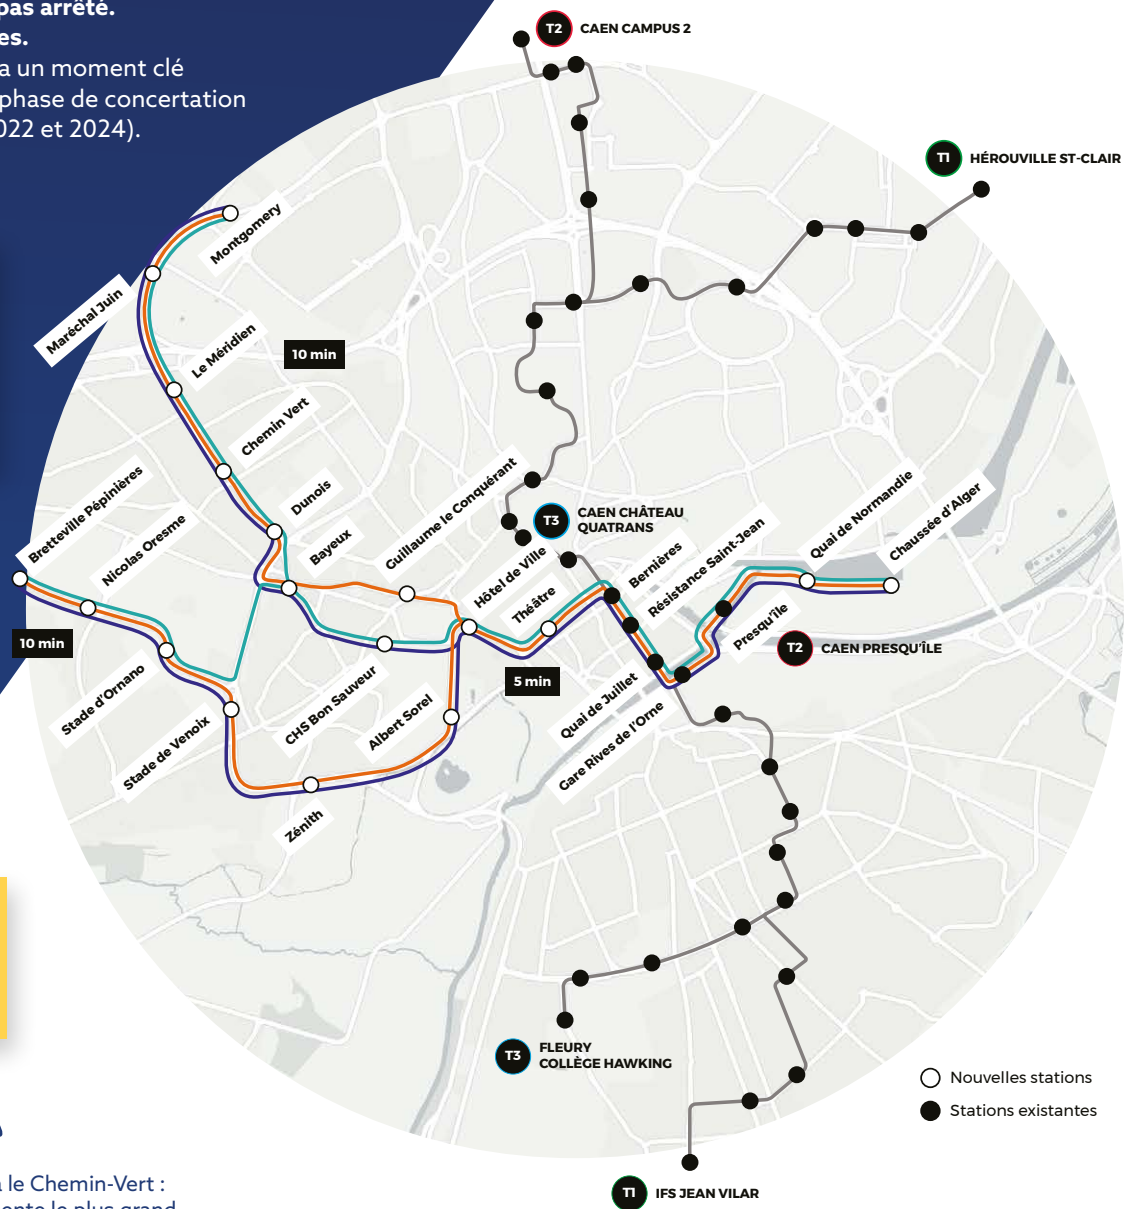 pas arrêté.
es.
a un moment clé
phase de concertation
022 et 2024).
T2 CAEN CAMPUS 2
T1 HÉROUVILLE ST-CLAIR
Montgomery
Maréchal Juin
Le Méridien
10 min
Chemin Vert
Dunois
Bretteville Pépinières
Nicolas Oresme
Bayeux
Guillaume le Conquérant
T3 CAEN CHÂTEAU
QUATRANS
Hôtel de Ville
Théâtre
Bernières
Résistance Saint-Jean
Quai de Normandie
Chaussée d'Alger
Presqu'île
T2 CAEN PRESQU'ÎLE
10 min
5 min
Stade d'Ornano
Stade de Venoix
CHS Bon Sauveur
Albert Sorel
Quai de Juillet
Gare Rives de l'Orne
Zénith
T3 FLEURY
COLLÈGE HAWKING
Nouvelles stations
Stations existantes
le Chemin-Vert :
T1 IFS JEAN VILAR